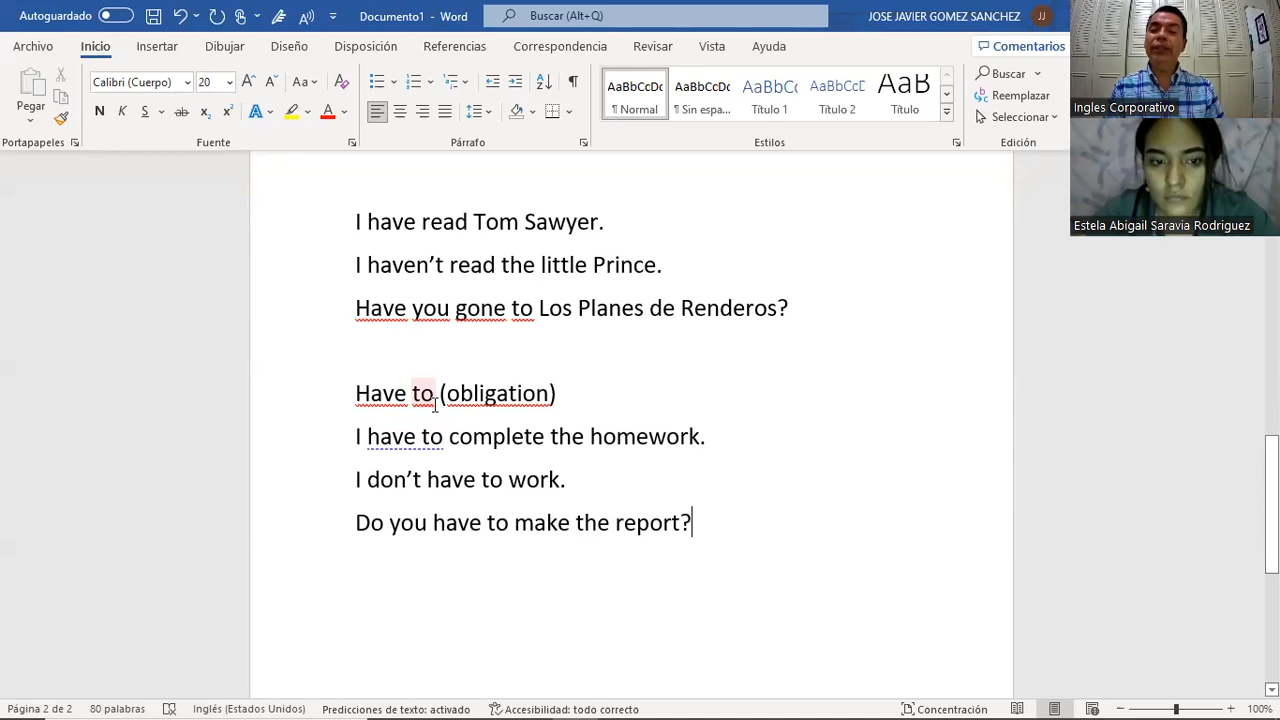 Autoguardado
Documento1 - Word
Buscar (Alt+Q)
JOSE JAVIER GOMEZ SANCHEZ
JJ
Archivo Inicio Insertar Dibujar Diseño Disposición Referencias Correspondencia Revisar Vista Ayuda
Comentarios
Pegar
Calibri (Cuerpo) 20
N K S ab x₂ x²
AaBbCcDc AaBbCcDc AaBbCc AaBbCcD AaB
¶ Normal ¶ Sin espa... Título 1 Título 2 Título
Buscar
Reemplazar
Seleccionar
Portapapeles Fuente Párrafo Estilos Edición
Ingles Corporativo
Estela Abigail Saravia Rodriguez
I have read Tom Sawyer.
I haven’t read the little Prince.
Have you gone to Los Planes de Renderos?
Have to (obligation)
I have to complete the homework.
I don’t have to work.
Do you have to make the report?
Página 2 de 2 80 palabras Inglés (Estados Unidos) Predicciones de texto: activado Accesibilidad: todo correcto Concentración 100%